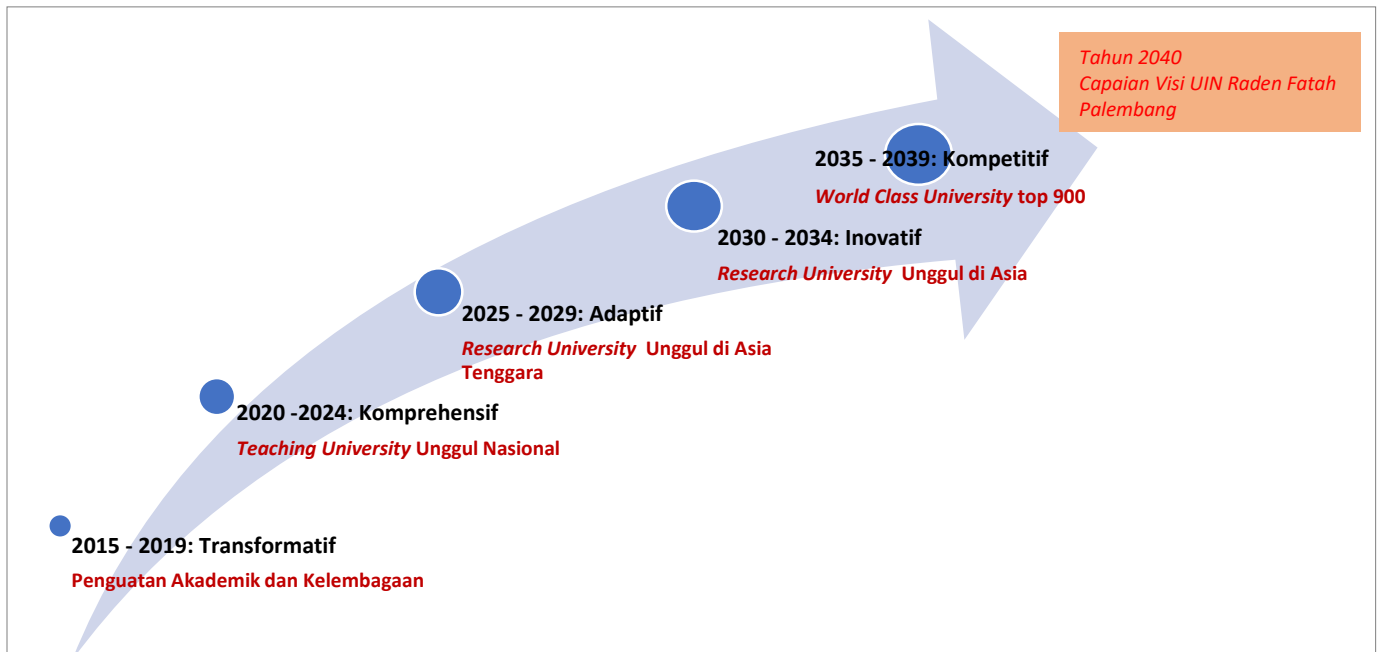 Tahun 2040
Capaian Visi UIN Raden Fatah
Palembang
2035 - 2039: Kompetitif
World Class University top 900
2030 - 2034: Inovatif
Research University Unggul di Asia
2025 - 2029: Adaptif
Research University Unggul di Asia
Tenggara
2020 -2024: Komprehensif
Teaching University Unggul Nasional
2015 - 2019: Transformatif
Penguatan Akademik dan Kelembagaan